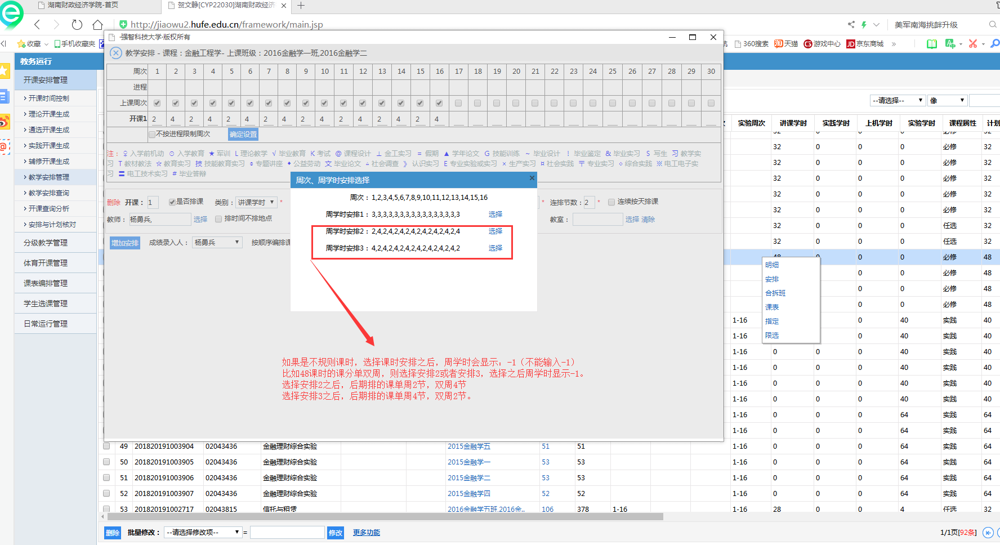 湖南财政经济学院-首页
贺文静[CYP22030]湖南财政经济
http://jiaowu2.hufe.edu.cn/framework/main.jsp
美军南海挑衅升级
收藏
手机收藏夹
360搜索
天猫
游戏中心
京东商城
·强智科技大学·版权所有
教学安排 - 课程：金融工程学- 上课班级：2016金融学一班,2016金融学二
周次 1 2 3 4 5 6 7 8 9 10 11 12 13 14 15 16 17 18 19 20 21 22 23 24 25 26 27 28 29 30
进程
上课周次
开课1 2 4 2 4 2 4 2 4 2 4 2 4 2 4 2 4
不按进程限制周次 确定设置
注：♀ 入学前机动 ⊙ 入学教育 ★ 军训 L 理论教学 √ 毕业教育 K 考试 @ 课程设计 ⊥ 金工实习 = 假期 ▲ 学年论文 G 技能训练 ~ 毕业设计 ！ 毕业鉴定 & 毕业实习 S 写生 习 教学实
习 T 教材教法 ☆ 教育实习 技 技能教育实习 专题讲座 公益劳动 文 毕业论文 社会调查 》 认识实习 E 专业实验或实习 × 生产实习 ¤ 社会实践 〒 专业实习 ◇ 综合实践 ※ 电工电子实
习 〓 电工技术实习 # 毕业答辩
删除 开课：1 是否排课 类别：讲课学时 * * 连排节数：2 * 连续按天排课
教师：杨勇兵, 选择 排时间不排地点 教室： 选择 清除
增加安排 成绩录入人：杨勇兵 按顺序编排课
周次、周学时安排选择
周次：1,2,3,4,5,6,7,8,9,10,11,12,13,14,15,16
周学时安排1：3,3,3,3,3,3,3,3,3,3,3,3,3,3,3,3 选择
周学时安排2：2,4,2,4,2,4,2,4,2,4,2,4,2,4,2,4 选择
周学时安排3：4,2,4,2,4,2,4,2,4,2,4,2,4,2,4,2 选择
如果是不规则课时，选择课时安排之后，周学时会显示：-1（不能输入-1）
比如48课时的课分单双周，则选择安排2或者安排3，选择之后周学时显示-1。
选择安排2之后，后期排的课单周2节，双周4节
选择安排3之后，后期排的课单周4节，双周2节。
教务运行
开课安排管理
开课时间控制
理论开课生成
通选开课生成
实践开课生成
辅修开课生成
教学安排管理
教学安排查询
开课查询分析
安排与计划核对
分级教学管理
体育开课管理
课表编排管理
学生选课管理
日常运行管理
--请选择-- 像
实验周次 讲课学时 实践学时 上机学时 实验学时 课程属性 计划
32 0 0 0 必修 32
32 0 0 0 必修 32
32 0 0 0 必修 32
32 0 0 0 必修 32
32 0 0 0 必修 32
32 0 0 0 必修 32
32 0 0 0 任选 32
32 0 0 0 任选 32
48 0 0 0 必修 48
0 0 必修 48
0 0 必修 48
0 0 必修 48
1-16 0 40 实践 40
1-16 0 40 实践 40
1-16 0 0 0 40 实践 40
1-16 0 0 0 40 实践 40
1-16 0 0 0 40 实践 40
1-16 0 0 0 40 实践 40
1-16 0 0 0 64 实践 64
1-16 0 0 0 64 实践 64
明细
安排
合拆班
课表
指定
限选
49 201820191003904 02043436 金融理财综合实验 2015金融学五 51 51 1-16 0 0 0 64 实践 64
50 201820191003905 02043436 金融理财综合实验 2015金融学一 53 53 1-16 0 0 0 64 实践 64
51 201820191003906 02043436 金融理财综合实验 2015金融学二 53 53 1-16 0 0 0 64 实践 64
52 201820191003907 02043436 金融理财综合实验 2015金融学四 52 52 1-16 0 0 0 64 实践 64
53 201820191002717 02043815 信托与租赁 2016金融学五班,2016金.. 106 378 1-16 1-16 28 0 0 4 任选 32
删除 批量修改：--请选择修改项-- = 修改 更多功能
1/1页[92条]